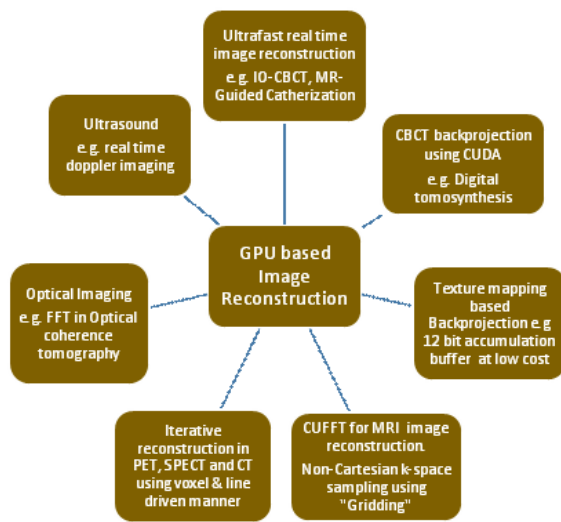 Ultrafast real time
image reconstruction
e.g. IO-CBCT, MR-
Guided Catherization
Ultrasound
e.g. real time
doppler imaging
CBCT backprojection
using CUDA
e.g. Digital
tomosynthesis
GPU based
Image
Reconstruction
Optical Imaging
e.g. FFT in Optical
coherence
tomography
Texture mapping
based
Backprojection e.g
12 bit accumulation
buffer at low cost
Iterative
reconstruction in
PET, SPECT and CT
using voxel & line
driven manner
CUFFT for MRI image
reconstruction.
Non-Cartesian k-space
sampling using
"Gridding"